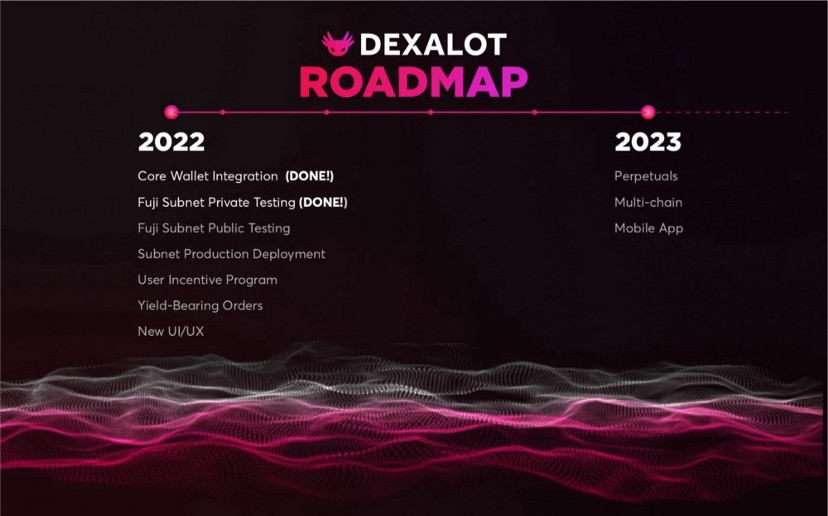 DEXALOT
ROADMAP
2022
Core Wallet Integration (DONE!)
Fuji Subnet Private Testing (DONE!)
Fuji Subnet Public Testing
Subnet Production Deployment
User Incentive Program
Yield-Bearing Orders
New UI/UX
2023
Perpetuals
Multi-chain
Mobile App